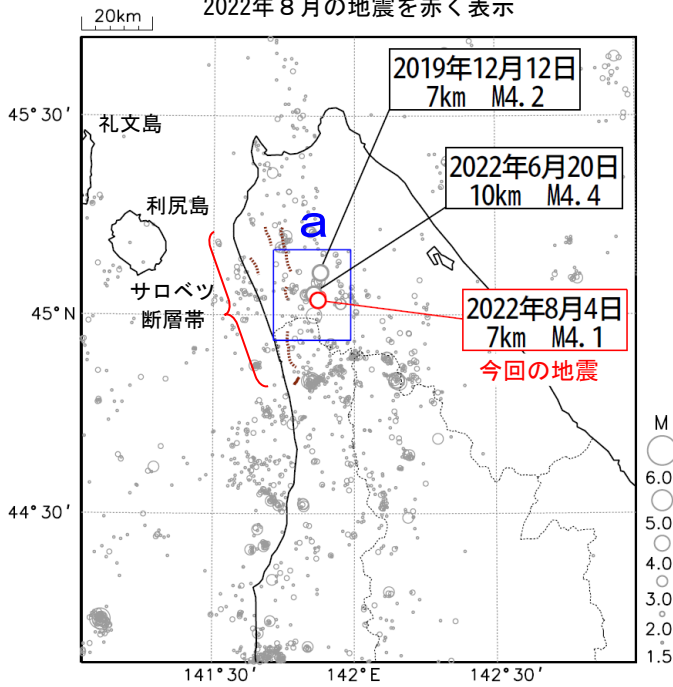 2022年8月の地震を赤く表示
20km
2019年12月12日
7km M4.2
45°30′
礼文島
2022年6月20日
10km M4.4
利尻島
a
サロベツ
断層帯
45°N
2022年8月4日
7km M4.1
今回の地震
M
6.0
5.0
4.0
3.0
2.0
1.5
44°30′
141°30′
142°E
142°30′